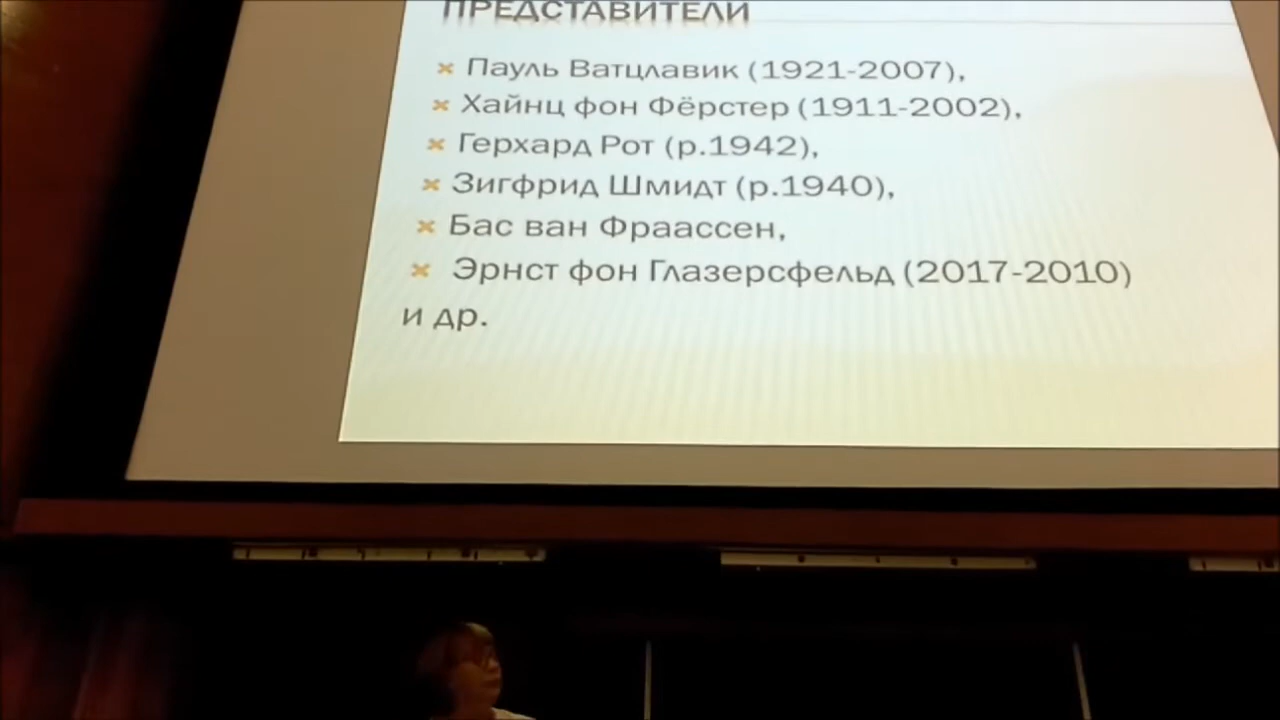 ПРЕДСТАВИТЕЛИ
Пауль Ватцлавик (1921-2007),
Хайнц фон Фёрстер (1911-2002),
Герхард Рот (р.1942),
Зигфрид Шмидт (р.1940),
Бас ван Фраассен,
Эрнст фон Глазерсфельд (2017-2010)
и др.